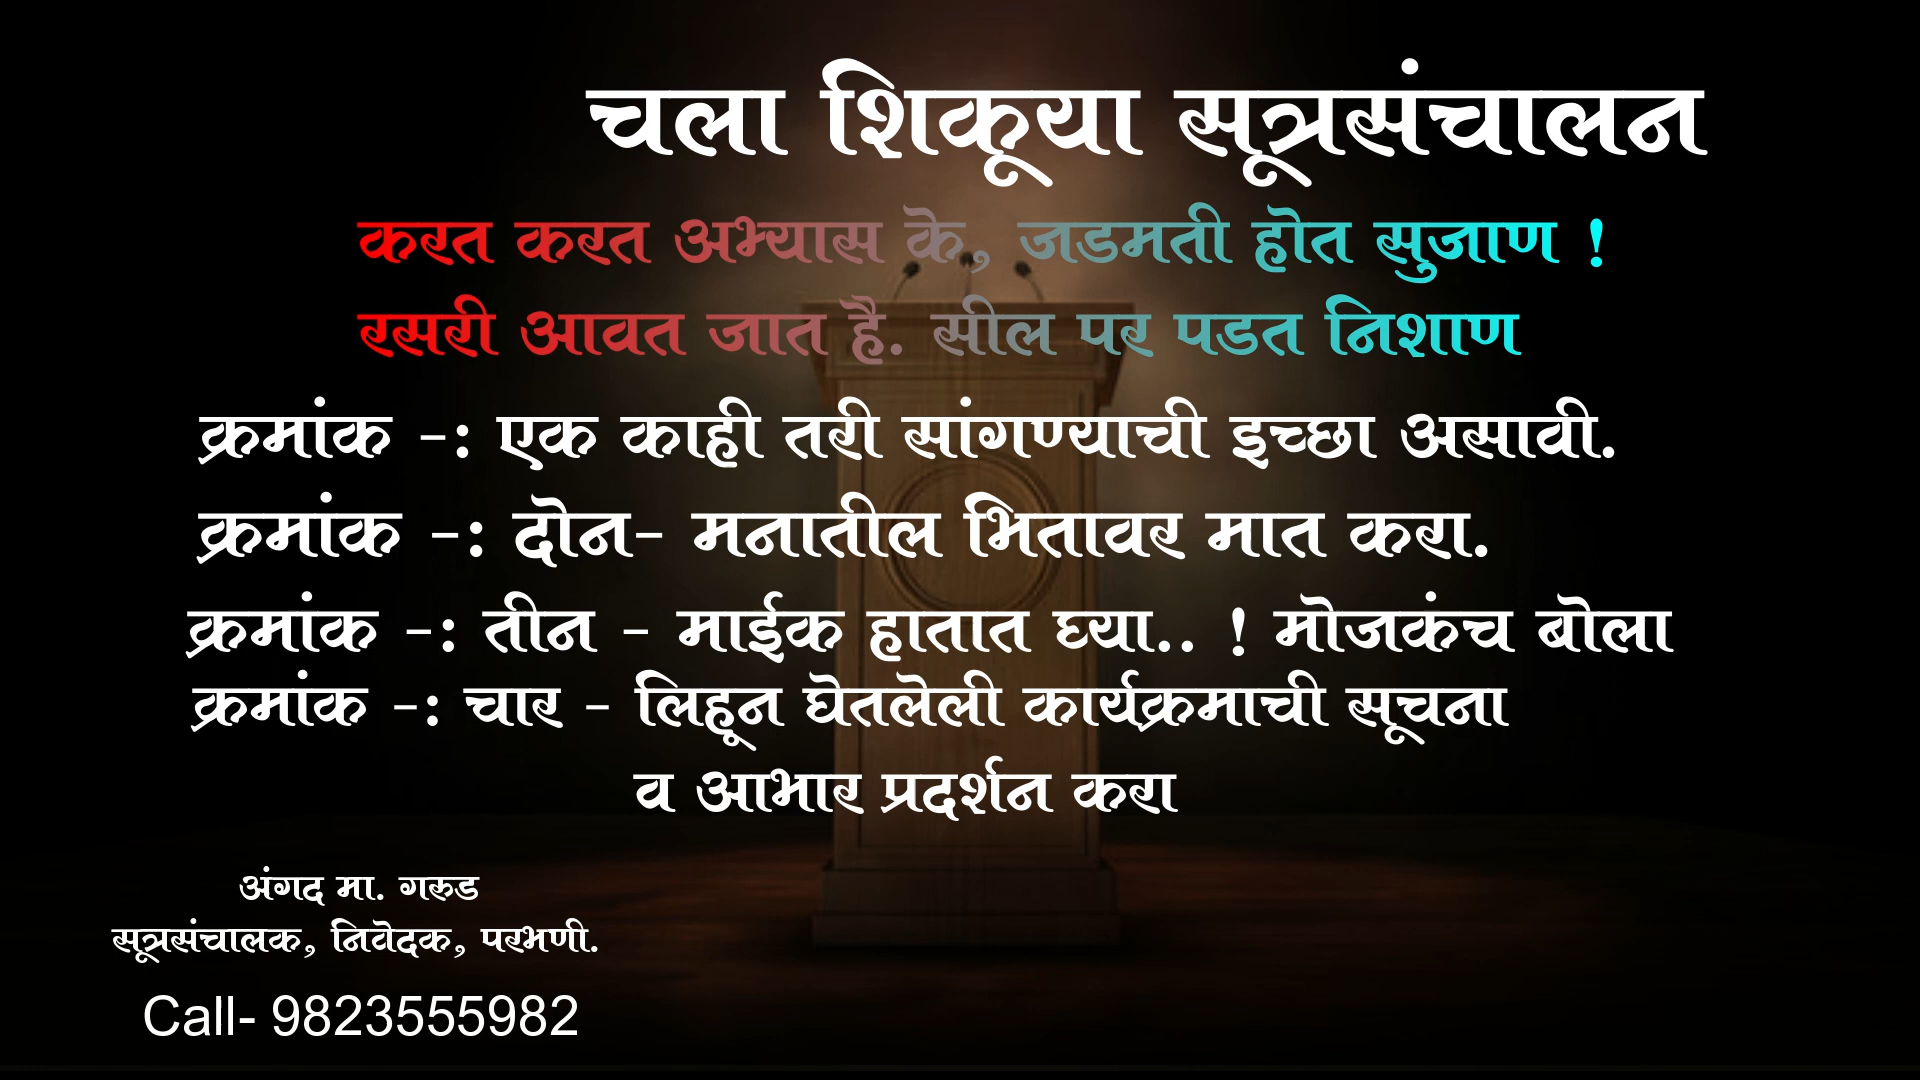 चला शिकूया सूत्रसंचालन
करत करत अभ्यास के, जडमती होत सुजाण !
रसरी आवत जात है. सील पर पडत निशाण
क्रमांक -: एक काही तरी सांगण्याची इच्छा असावी.
क्रमांक -: दोन- मनातील भितावर मात करा.
क्रमांक -: तीन - माईक हातात घ्या.. ! मोजकंच बोला
क्रमांक -: चार - लिहून घेतलेली कार्यक्रमाची सूचना
व आभार प्रदर्शन करा
अंगद मा. गरुड
सूत्रसंचालक, निवेदक, परभणी.
Call- 9823555982